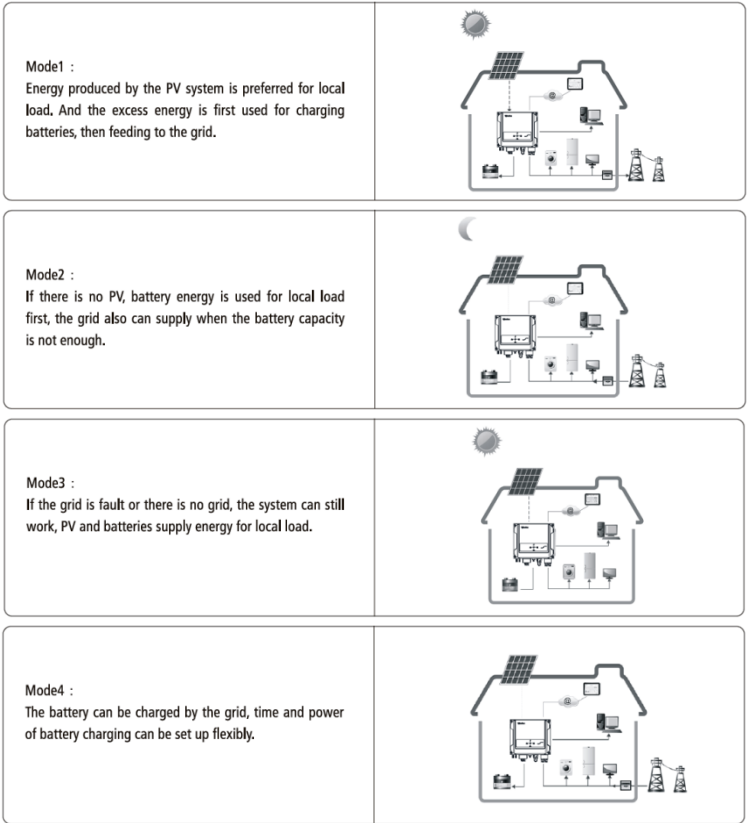 Mode1 :
Energy produced by the PV system is preferred for local
load. And the excess energy is first used for charging
batteries, then feeding to the grid.
Mode2 :
If there is no PV, battery energy is used for local load
first, the grid also can supply when the battery capacity
is not enough.
Mode3 :
If the grid is fault or there is no grid, the system can still
work, PV and batteries supply energy for local load.
Mode4 :
The battery can be charged by the grid, time and power
of battery charging can be set up flexibly.